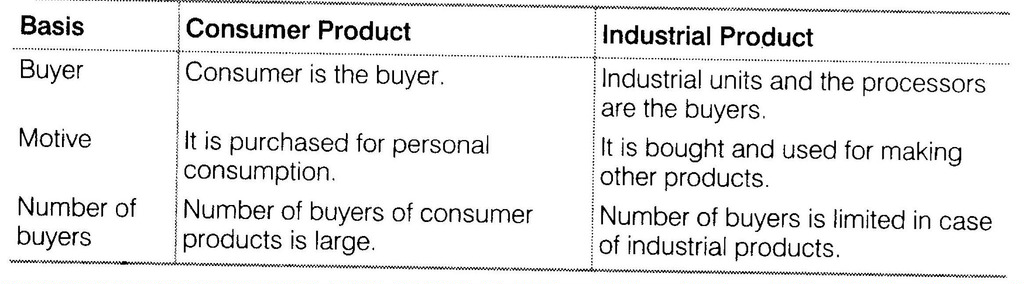 Basis Consumer Product Industrial Product
Buyer Consumer is the buyer. Industrial units and the processors
are the buyers.
Motive It is purchased for personal It is bought and used for making
consumption. other products.
Number of Number of buyers of consumer Number of buyers is limited in case
buyers products is large. of industrial products.